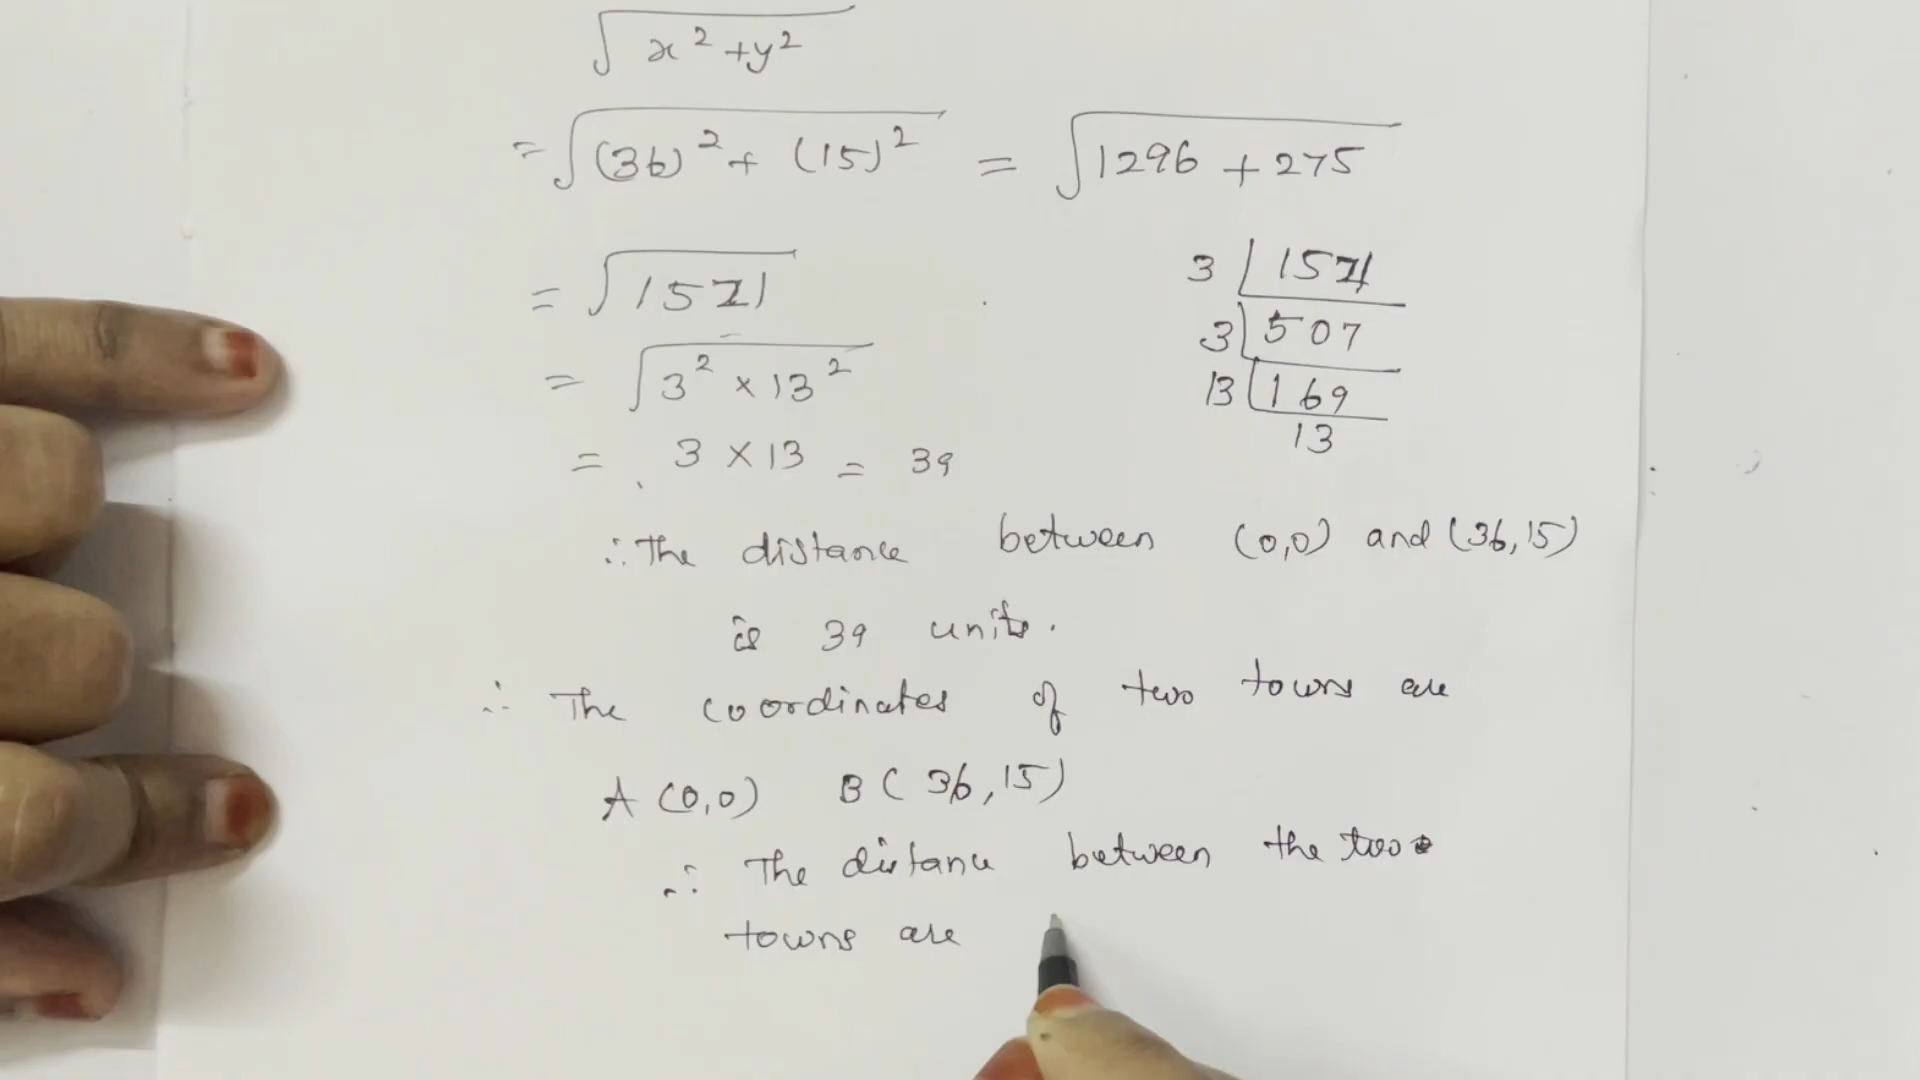 √x²+y²
= √(36)²+ (15)² = √1296 + 275
= √1521
3 | 1521
3 | 507
= √3² × 13²
13 | 169
13
= 3 × 13 = 39
∴ The distance between (0,0) and (36,15)
is 39 units.
∴ The coordinates of two towns are
A (0,0) B (36,15)
∴ The distance between the two
towns are